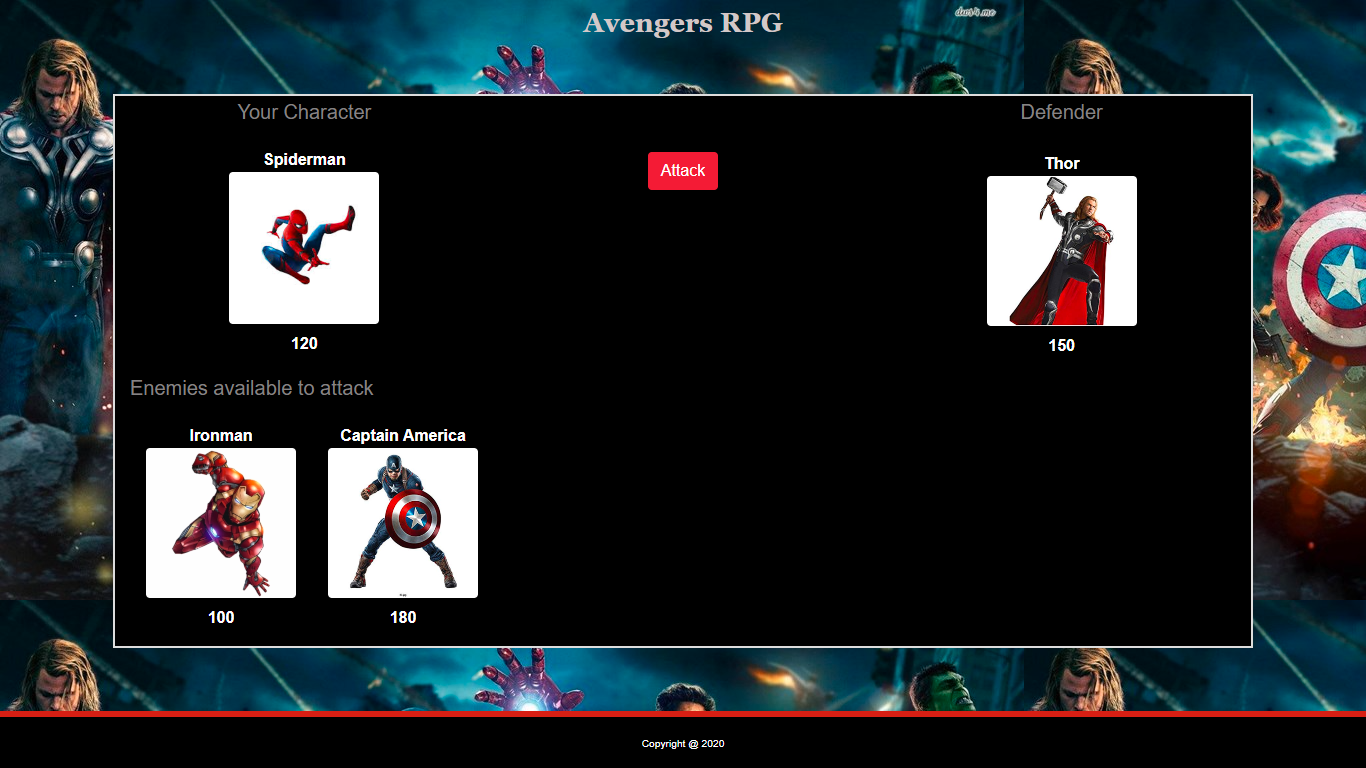 Avengers RPG
dwr4.me
Your Character
Defender
Spiderman
Attack
Thor
120
150
Enemies available to attack
Ironman
Captain America
100
180
Copyright @ 2020